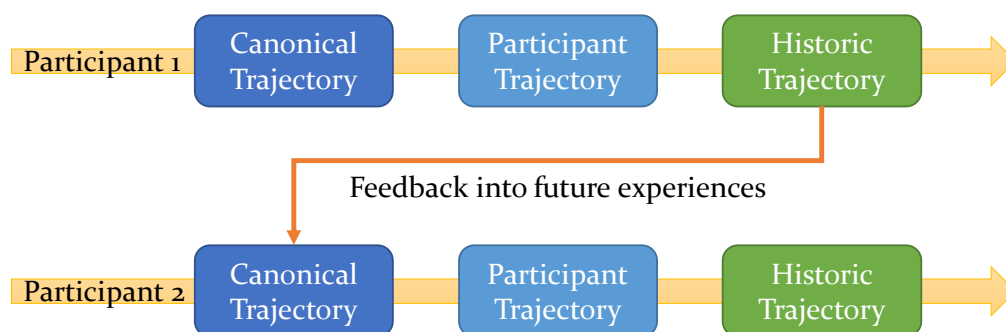 Participant 1
Canonical
Trajectory
Participant
Trajectory
Historic
Trajectory
Feedback into future experiences
Participant 2
Canonical
Trajectory
Participant
Trajectory
Historic
Trajectory